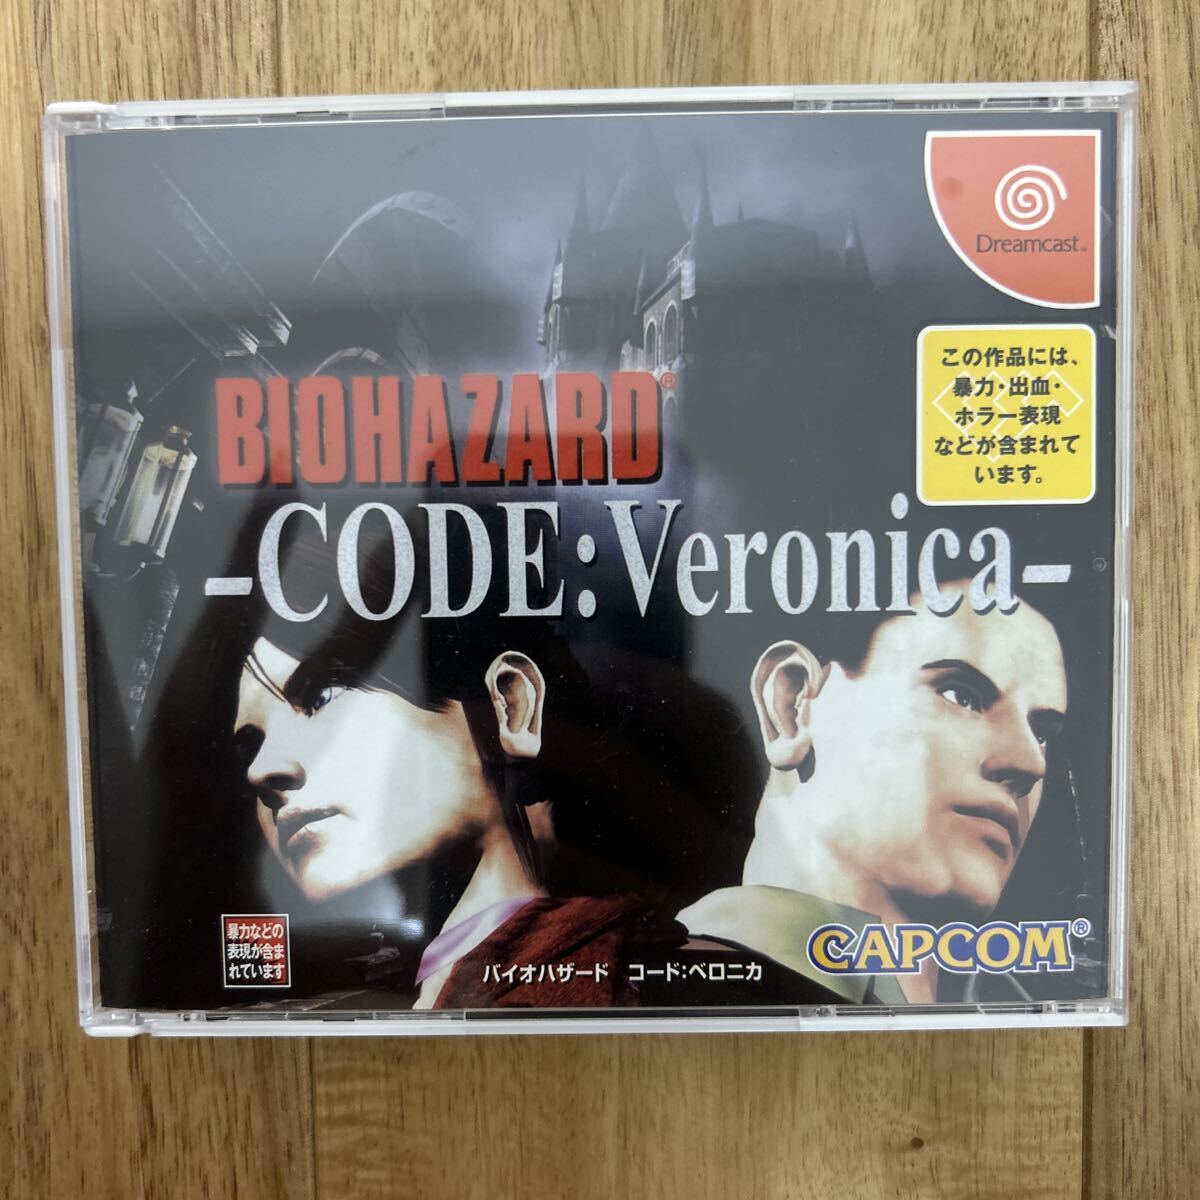 Dreamcast™
この作品には、
暴力・出血・
ホラー表現
などが含まれて
います。
BIOHAZARD®
-CODE:Veronica-
暴力などの
表現が含ま
れています
バイオハザード コード:ベロニカ
CAPCOM®